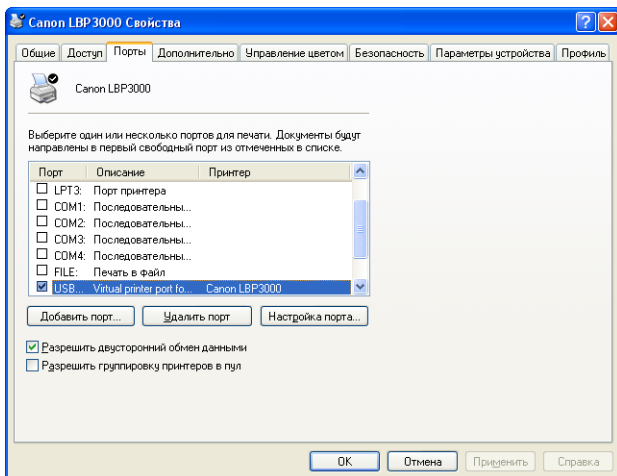 Canon LBP3000 Свойства
Общие Доступ Порты Дополнительно Управление цветом Безопасность Параметры устройства Профиль
Canon LBP3000
Выберите один или несколько портов для печати. Документы будут
направлены в первый свободный порт из отмеченных в списке.
Порт Описание Принтер
LPT3: Порт принтера
COM1: Последовательны...
COM2: Последовательны...
COM3: Последовательны...
COM4: Последовательны...
FILE: Печать в файл
USB... Virtual printer port fo... Canon LBP3000
Добавить порт... Удалить порт Настройка порта...
Разрешить двусторонний обмен данными
Разрешить группировку принтеров в пул
OK Отмена Применить Справка